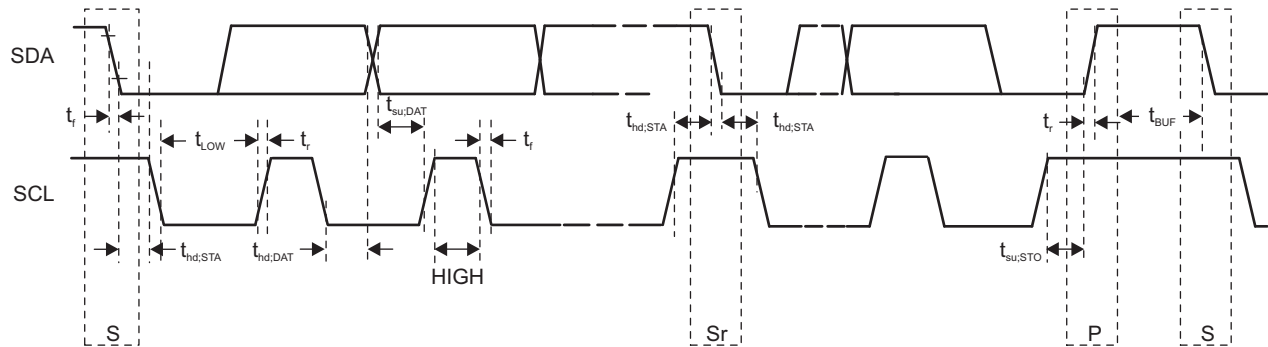 SDA
t_f
t_LOW
t_r
t_su;DAT
t_f
t_hd;STA
t_hd;STA
t_r
t_BUF
SCL
t_hd;STA
t_hd;DAT
HIGH
t_su;STO
S
Sr
P
S